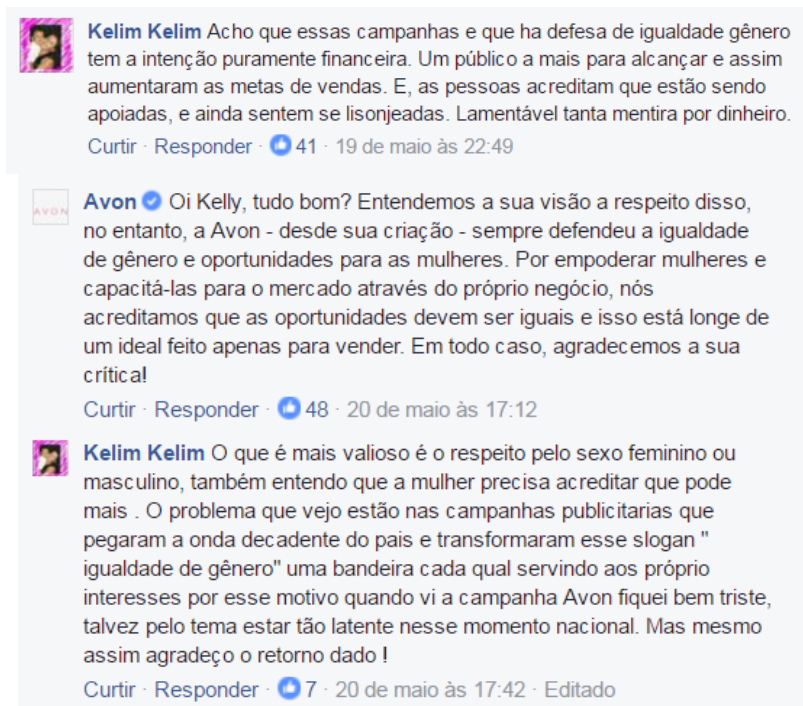 Kelim Kelim Acho que essas campanhas e que ha defesa de igualdade gênero
tem a intenção puramente financeira. Um público a mais para alcançar e assim
aumentaram as metas de vendas. E, as pessoas acreditam que estão sendo
apoiadas, e ainda sentem se lisonjeadas. Lamentável tanta mentira por dinheiro.
Curtir · Responder · 41 · 19 de maio às 22:49
AVON
Avon Oi Kelly, tudo bom? Entendemos a sua visão a respeito disso,
no entanto, a Avon - desde sua criação - sempre defendeu a igualdade
de gênero e oportunidades para as mulheres. Por empoderar mulheres e
capacitá-las para o mercado através do próprio negócio, nós
acreditamos que as oportunidades devem ser iguais e isso está longe de
um ideal feito apenas para vender. Em todo caso, agradecemos a sua
crítica!
Curtir · Responder · 48 · 20 de maio às 17:12
Kelim Kelim O que é mais valioso é o respeito pelo sexo feminino ou
masculino, também entendo que a mulher precisa acreditar que pode
mais . O problema que vejo estão nas campanhas publicitarias que
pegaram a onda decadente do pais e transformaram esse slogan "
igualdade de gênero" uma bandeira cada qual servindo aos próprio
interesses por esse motivo quando vi a campanha Avon fiquei bem triste,
talvez pelo tema estar tão latente nesse momento nacional. Mas mesmo
assim agradeço o retorno dado !
Curtir · Responder · 7 · 20 de maio às 17:42 · Editado